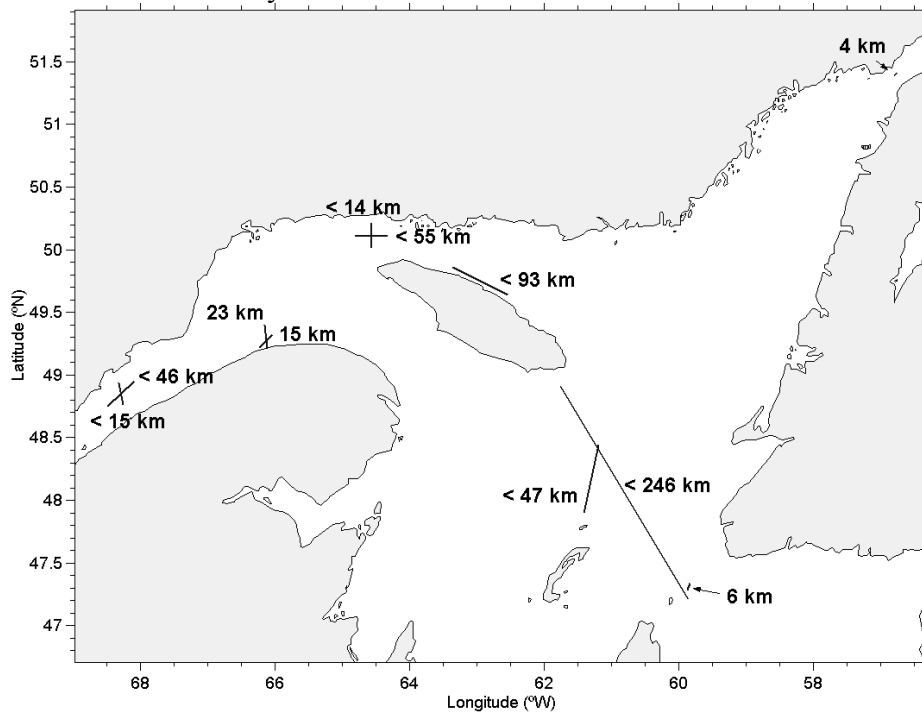 4 km
51.5
51
50.5
< 14 km
50
< 55 km
< 93 km
49.5
23 km
15 km
Latitude (ºN)
49
< 46 km
< 15 km
48.5
< 246 km
< 47 km
48
47.5
6 km
47
68 66 64 62 60 58
Longitude (ºW)